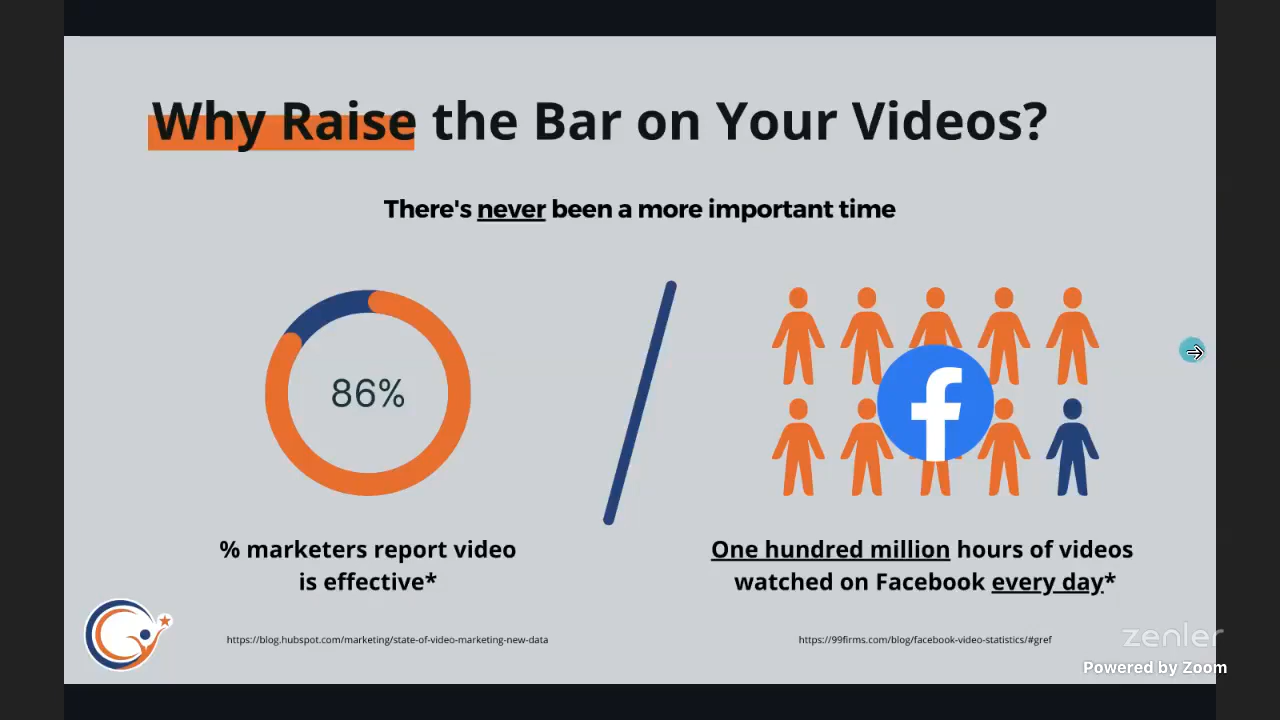 Why Raise the Bar on Your Videos?
There's never been a more important time
86%
% marketers report video
is effective*
https://blog.hubspot.com/marketing/state-of-video-marketing-new-data
One hundred million hours of videos
watched on Facebook every day*
https://99firms.com/blog/facebook-video-statistics/#gref
zenler
Powered by Zoom